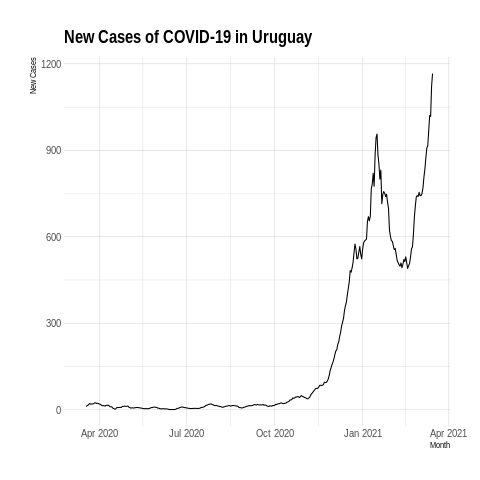 New Cases of COVID-19 in Uruguay
New Cases
1200
900
600
300
0
Apr 2020
Jul 2020
Oct 2020
Jan 2021
Apr 2021
Month